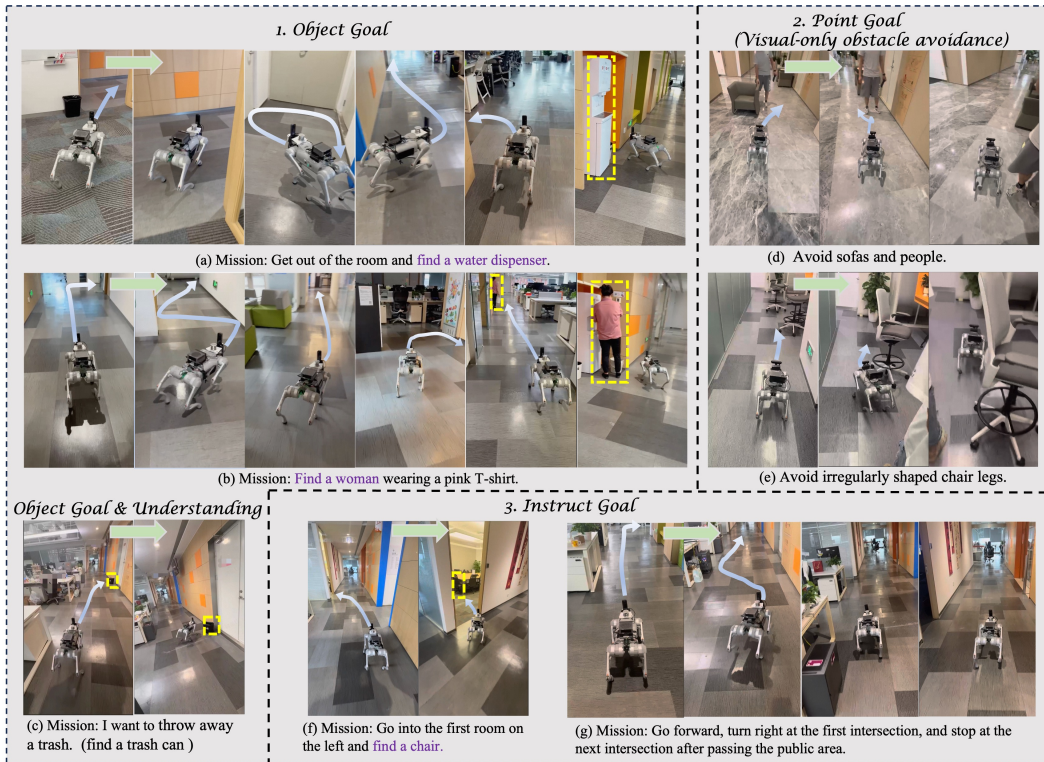 1. Object Goal
(a) Mission: Get out of the room and find a water dispenser.
(b) Mission: Find a woman wearing a pink T-shirt.
2. Point Goal
(Visual-only obstacle avoidance)
(d) Avoid sofas and people.
(e) Avoid irregularly shaped chair legs.
Object Goal & Understanding
(c) Mission: I want to throw away
a trash. (find a trash can )
3. Instruct Goal
(f) Mission: Go into the first room on
the left and find a chair.
(g) Mission: Go forward, turn right at the first intersection, and stop at the
next intersection after passing the public area.